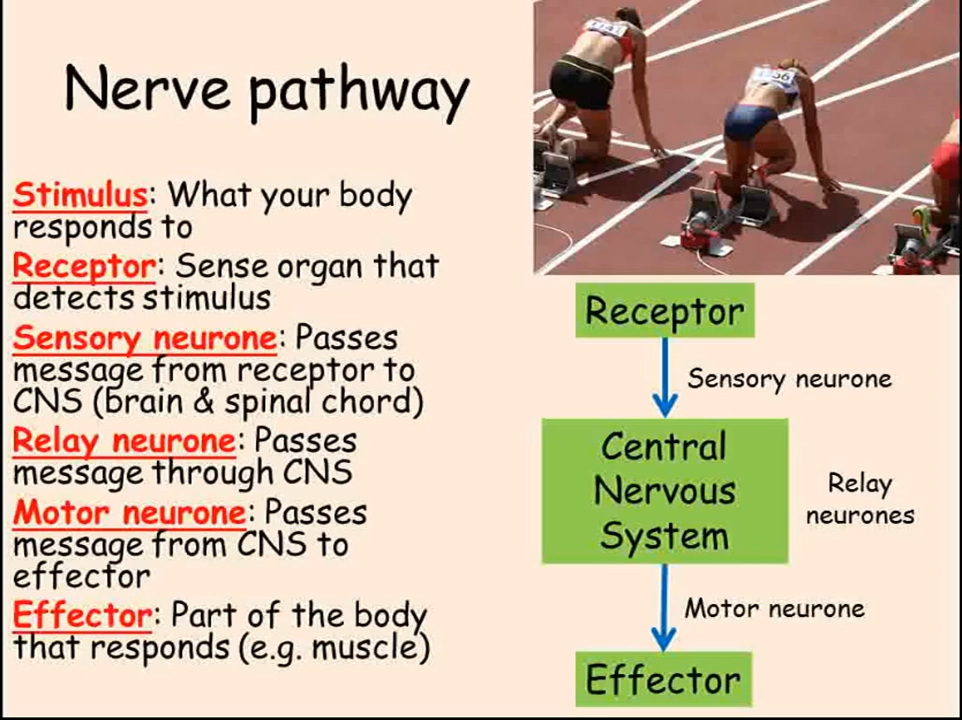 Nerve pathway
Stimulus: What your body
responds to
Receptor: Sense organ that
detects stimulus
Sensory neurone: Passes
message from receptor to
CNS (brain & spinal chord)
Relay neurone: Passes
message through CNS
Motor neurone: Passes
message from CNS to
effector
Effector: Part of the body
that responds (e.g. muscle)
Receptor
Sensory neurone
Central
Nervous
System
Relay
neurones
Motor neurone
Effector